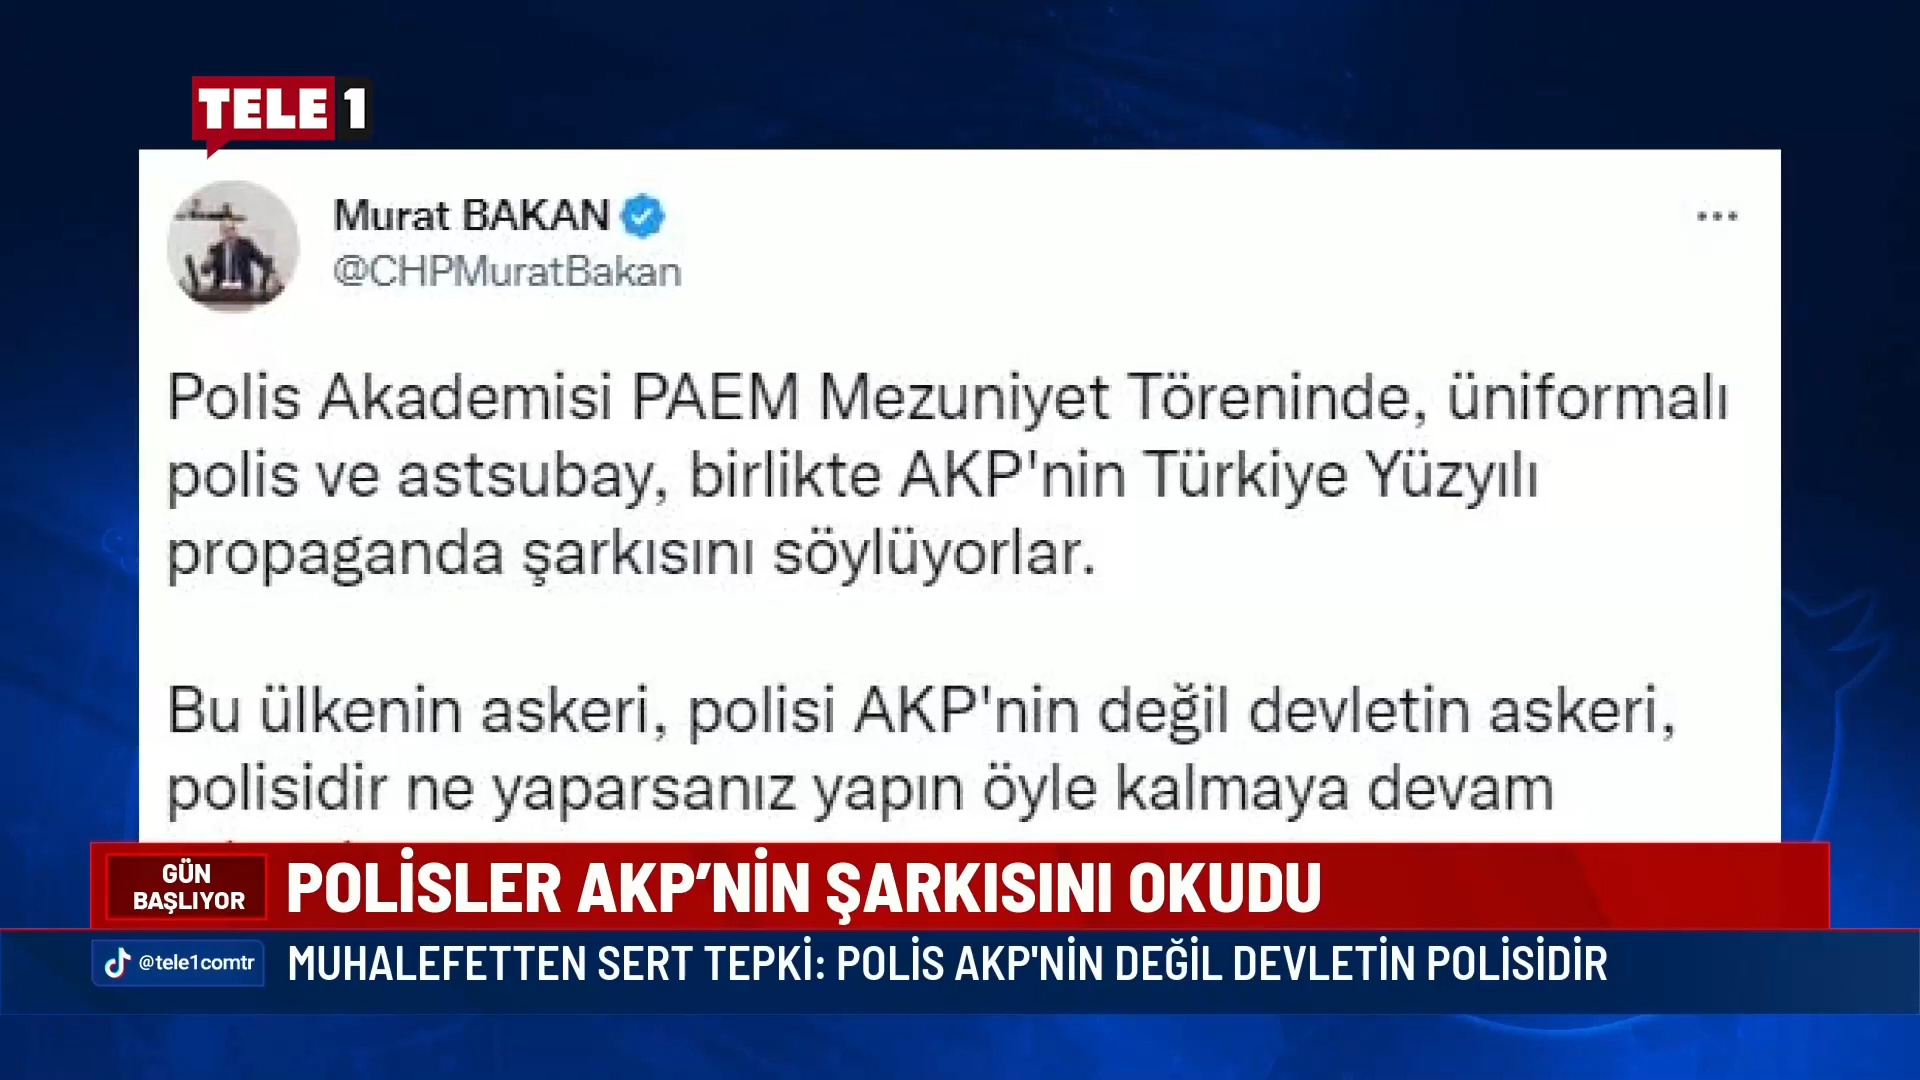 TELE1
Murat BAKAN
@CHPMuratBakan
Polis Akademisi PAEM Mezuniyet Töreninde, üniformalı
polis ve astsubay, birlikte AKP'nin Türkiye Yüzyılı
propaganda şarkısını söylüyorlar.
Bu ülkenin askeri, polisi AKP'nin değil devletin askeri,
polisidir ne yaparsanız yapın öyle kalmaya devam
GÜN
BAŞLIYOR
POLİSLER AKP’NİN ŞARKISINI OKUDU
@tele1comtr
MUHALEFETTEN SERT TEPKİ: POLİS AKP'NİN DEĞİL DEVLETİN POLİSİDİR